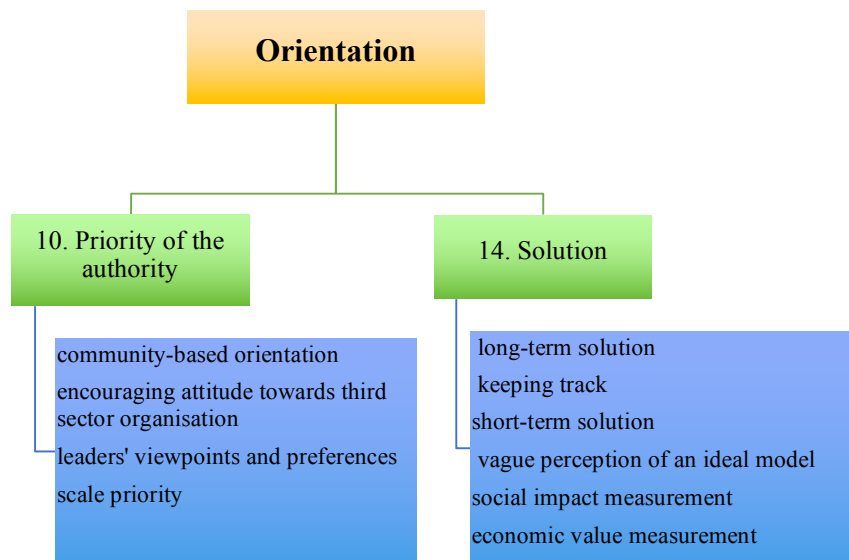 Orientation
10. Priority of the
authority
community-based orientation
encouraging attitude towards third
sector organisation
leaders' viewpoints and preferences
scale priority
14. Solution
long-term solution
keeping track
short-term solution
vague perception of an ideal model
social impact measurement
economic value measurement